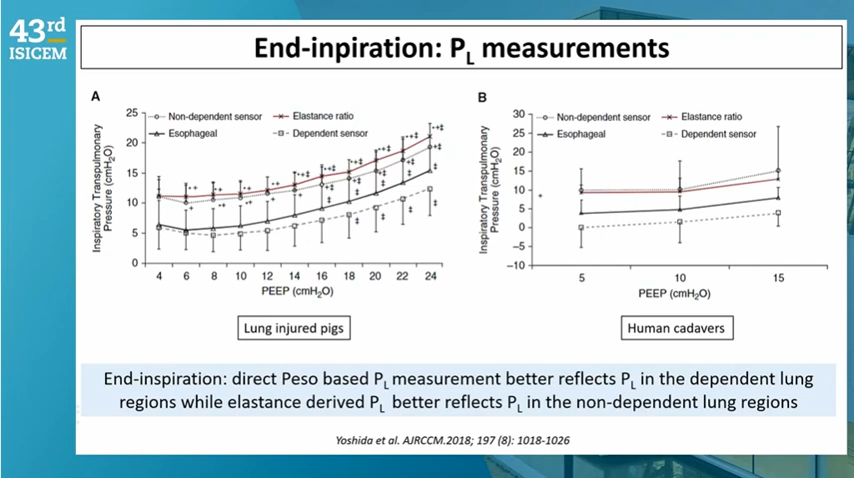 43rd
ISICEM
End-inpiration: PL measurements
A
Non-dependent sensor
Elastance ratio
Esophageal
Dependent sensor
Inspiratory Transpulmonary
Pressure (cmH2O)
25
20
15
10
5
0
4 6 8 10 12 14 16 18 20 22 24
PEEP (cmH2O)
Lung injured pigs
B
Non-dependent sensor
Elastance ratio
Esophageal
Dependent sensor
Inspiratory Transpulmonary
Pressure (cmH2O)
30
25
20
15
10
5
0
−5
−10
5 10 15
PEEP (cmH2O)
Human cadavers
End-inspiration: direct Peso based PL measurement better reflects PL in the dependent lung
regions while elastance derived PL better reflects PL in the non-dependent lung regions
Yoshida et al. AJRCCM.2018; 197 (8): 1018-1026